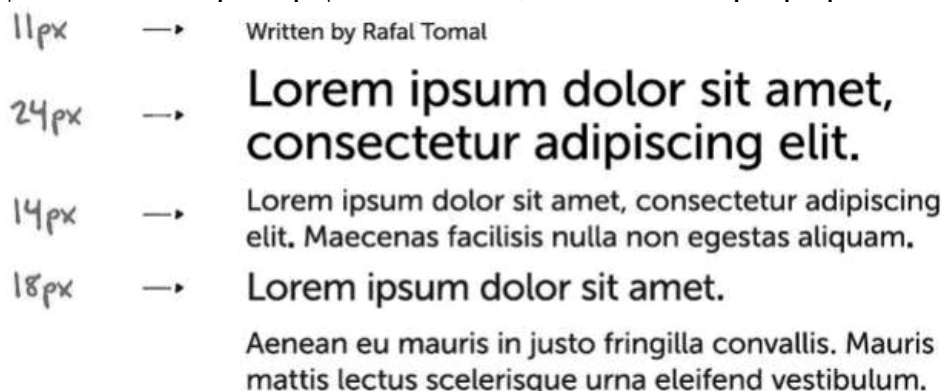 11px → Written by Rafal Tomal
24px → Lorem ipsum dolor sit amet,
consectetur adipiscing elit.
14px → Lorem ipsum dolor sit amet, consectetur adipiscing
elit. Maecenas facilisis nulla non egestas aliquam.
18px → Lorem ipsum dolor sit amet.
Aenean eu mauris in justo fringilla convallis. Mauris
mattis lectus scelerisque urna eleifend vestibulum.